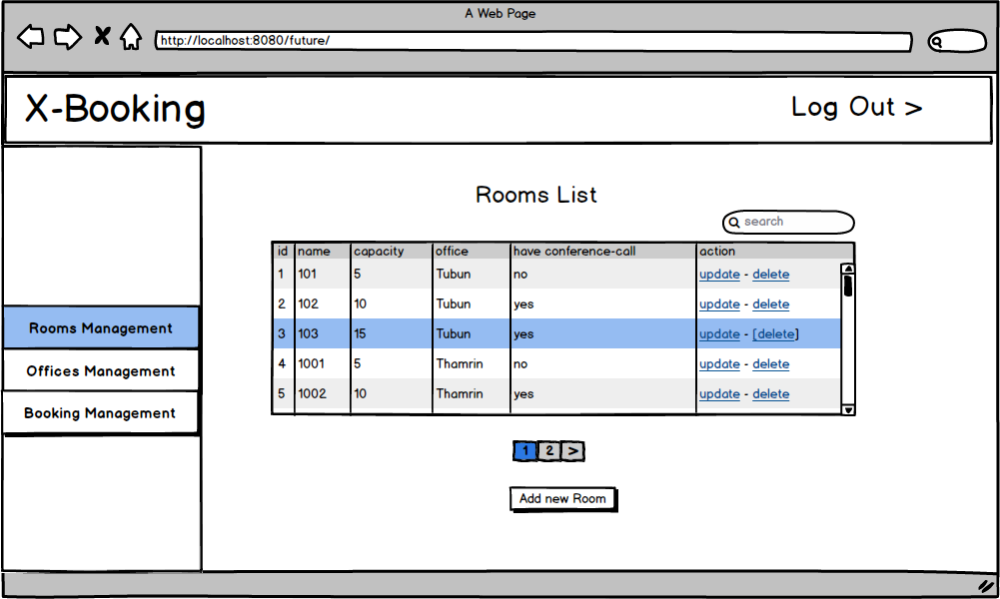 A Web Page
http://localhost:8080/future/
X-Booking
Log Out >
Rooms Management
Offices Management
Booking Management
Rooms List
search
id name capacity office have conference-call action
1 101 5 Tubun no update - delete
2 102 10 Tubun yes update - delete
3 103 15 Tubun yes update - [delete]
4 1001 5 Thamrin no update - delete
5 1002 10 Thamrin yes update - delete
1 2 >
Add new Room